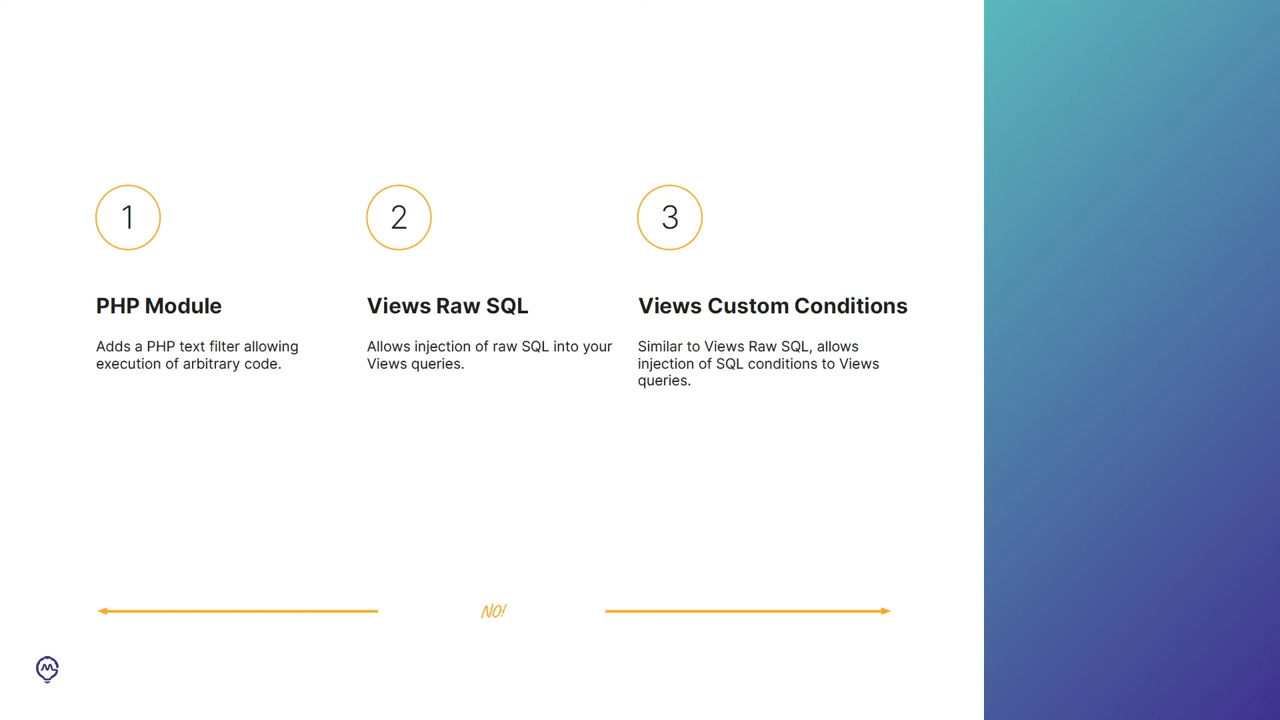 1
2
3
PHP Module
Adds a PHP text filter allowing
execution of arbitrary code.
Views Raw SQL
Allows injection of raw SQL into your
Views queries.
Views Custom Conditions
Similar to Views Raw SQL, allows
injection of SQL conditions to Views
queries.
NO!